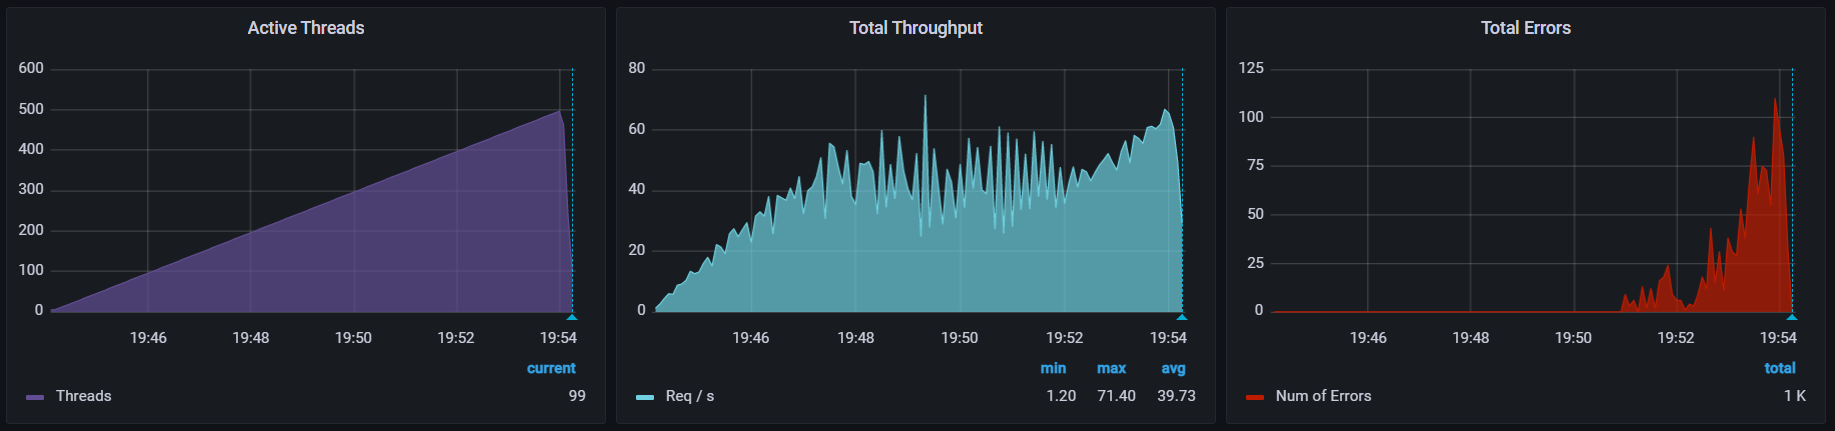 Active Threads
600
500
400
300
200
100
0
19:46 19:48 19:50 19:52 19:54
current
Threads 99
Total Throughput
80
60
40
20
0
19:46 19:48 19:50 19:52 19:54
min max avg
Req / s 1.20 71.40 39.73
Total Errors
125
100
75
50
25
0
19:46 19:48 19:50 19:52 19:54
total
Num of Errors 1 K